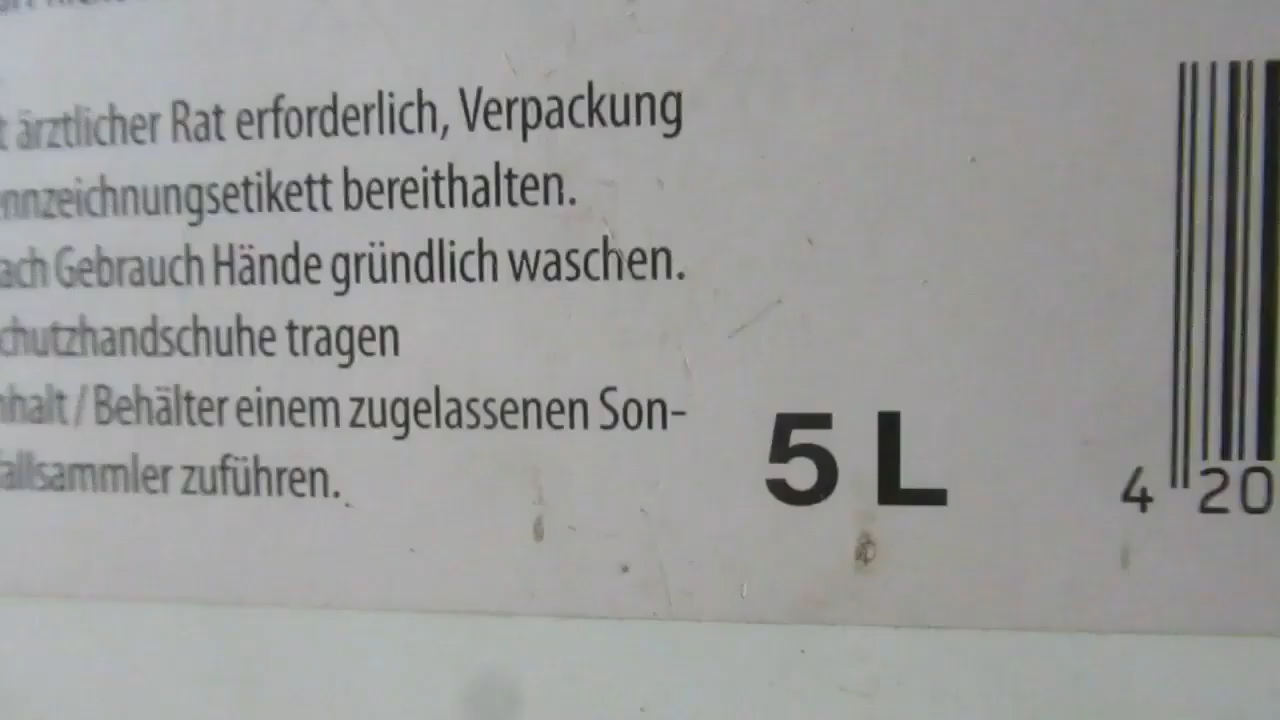 t ärztlicher Rat erforderlich, Verpackung
nnzeichnungsetikett bereithalten.
ach Gebrauch Hände gründlich waschen.
chutzhandschuhe tragen
nhalt / Behälter einem zugelassenen Son-
allsammler zuführen.
5 L
4 20